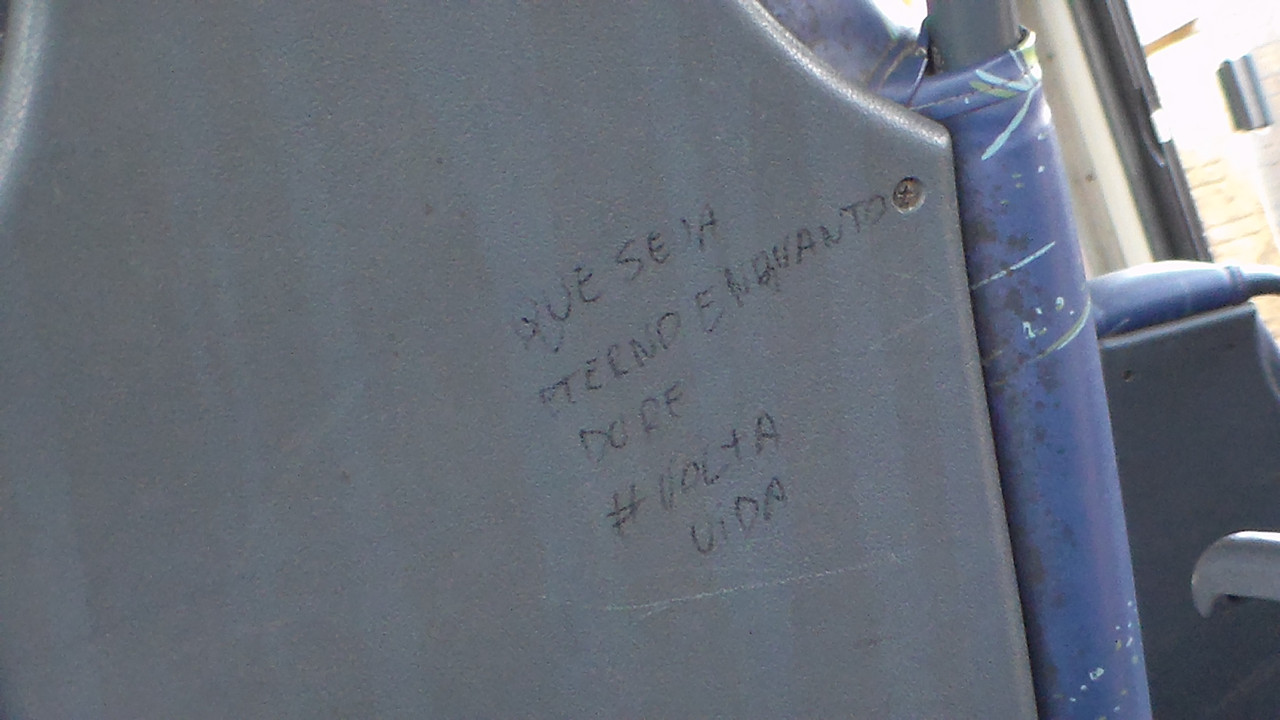 QUE SEJA
ETERNO ENQUANTO
DURE
#VOLTA
VIDA